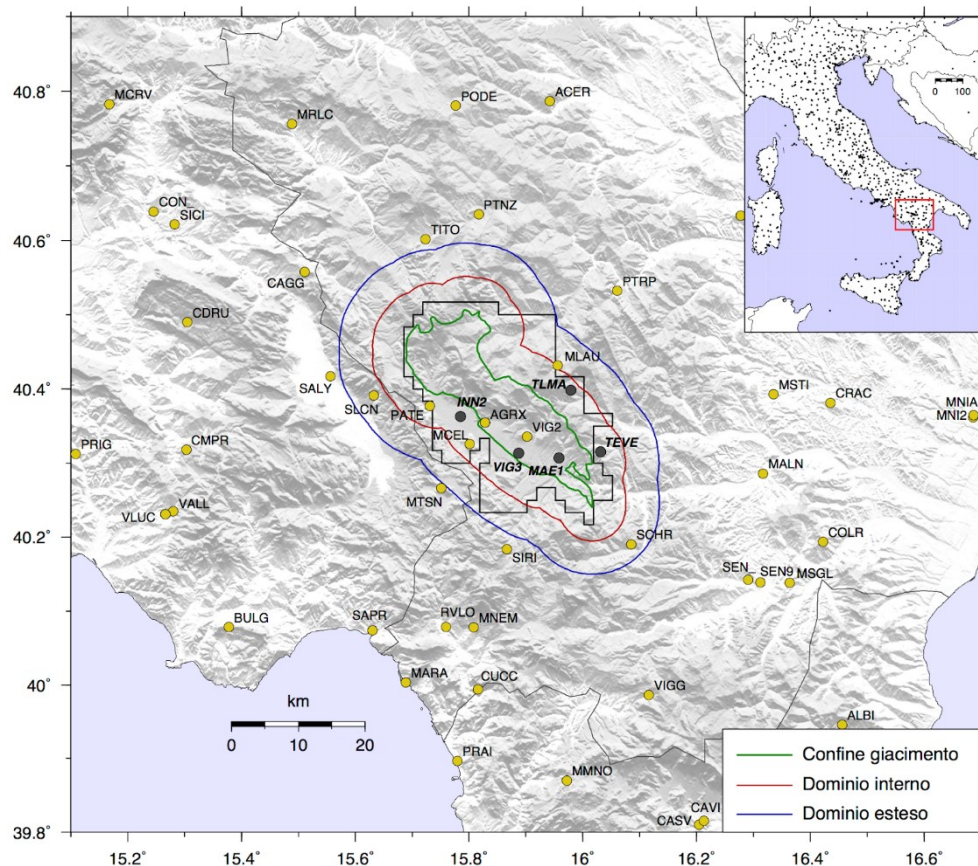 40.8˚
40.6˚
40.4˚
40.2˚
40˚
39.8˚
MCRV
MRLC
PODE
ACER
CON_
SICI
PTNZ
TITO
CAGG
PTRP
CDRU
MLAU
SALY
TLMA
MSTI
SLCN
INN2
CRAC
MNIA
PATE
AGRX
MNI2
MCEL
VIG2
TEVE
PRIG
CMPR
VIG3
MAE1
MALN
MTSN
VALL
VLUC
SCHR
COLR
SIRI
SEN_
SEN9
MSGL
BULG
SAPR
RVLO
MNEM
MARA
CUCC
VIGG
ALBI
PRAI
MMNO
CAVI
CASV
0 100
km
0 10 20
Confine giacimento
Dominio interno
Dominio esteso
15.2˚ 15.4˚ 15.6˚ 15.8˚ 16˚ 16.2˚ 16.4˚ 16.6˚